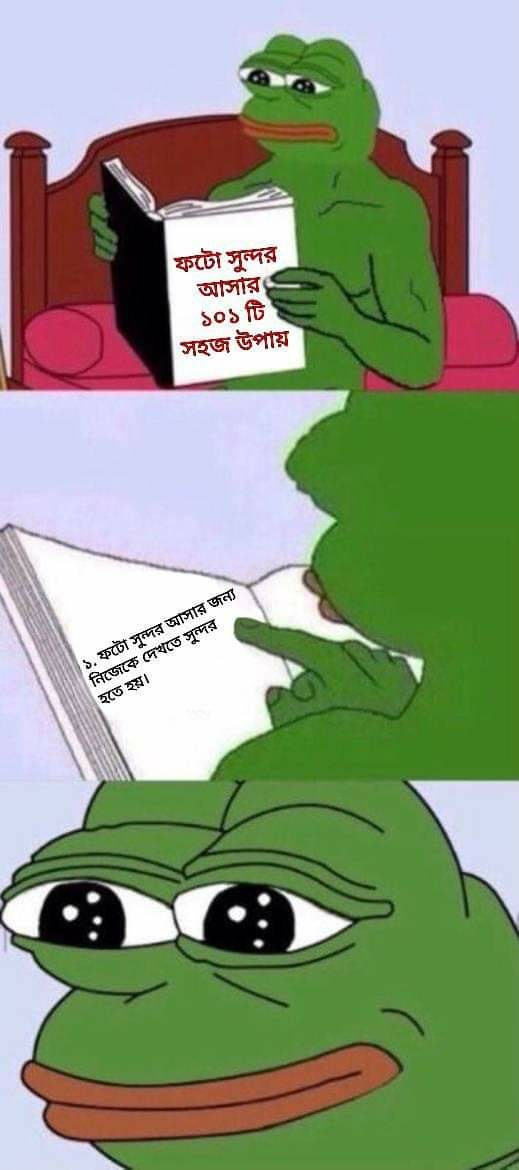 ফটো সুন্দর
আসার
১০১ টি
সহজ উপায়
১. ফটো সুন্দর আসার জন্য
নিজেকে দেখতে সুন্দর
হতে হয়।